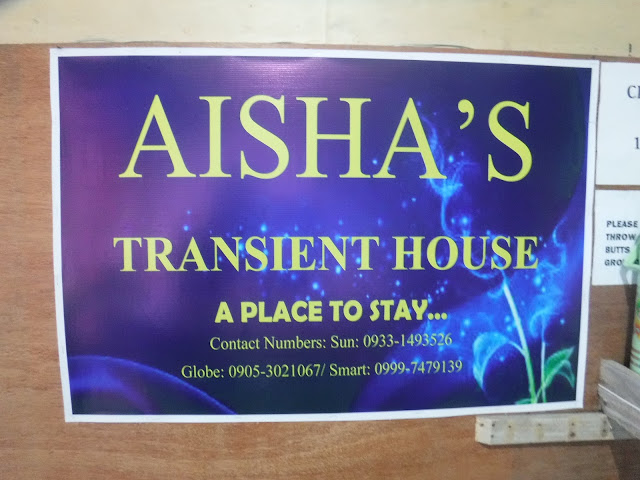 AISHA'S
TRANSIENT HOUSE
A PLACE TO STAY...
Contact Numbers: Sun: 0933-1493526
Globe: 0905-3021067/ Smart: 0999-7479139
PLEASE
THROW
BUTTS